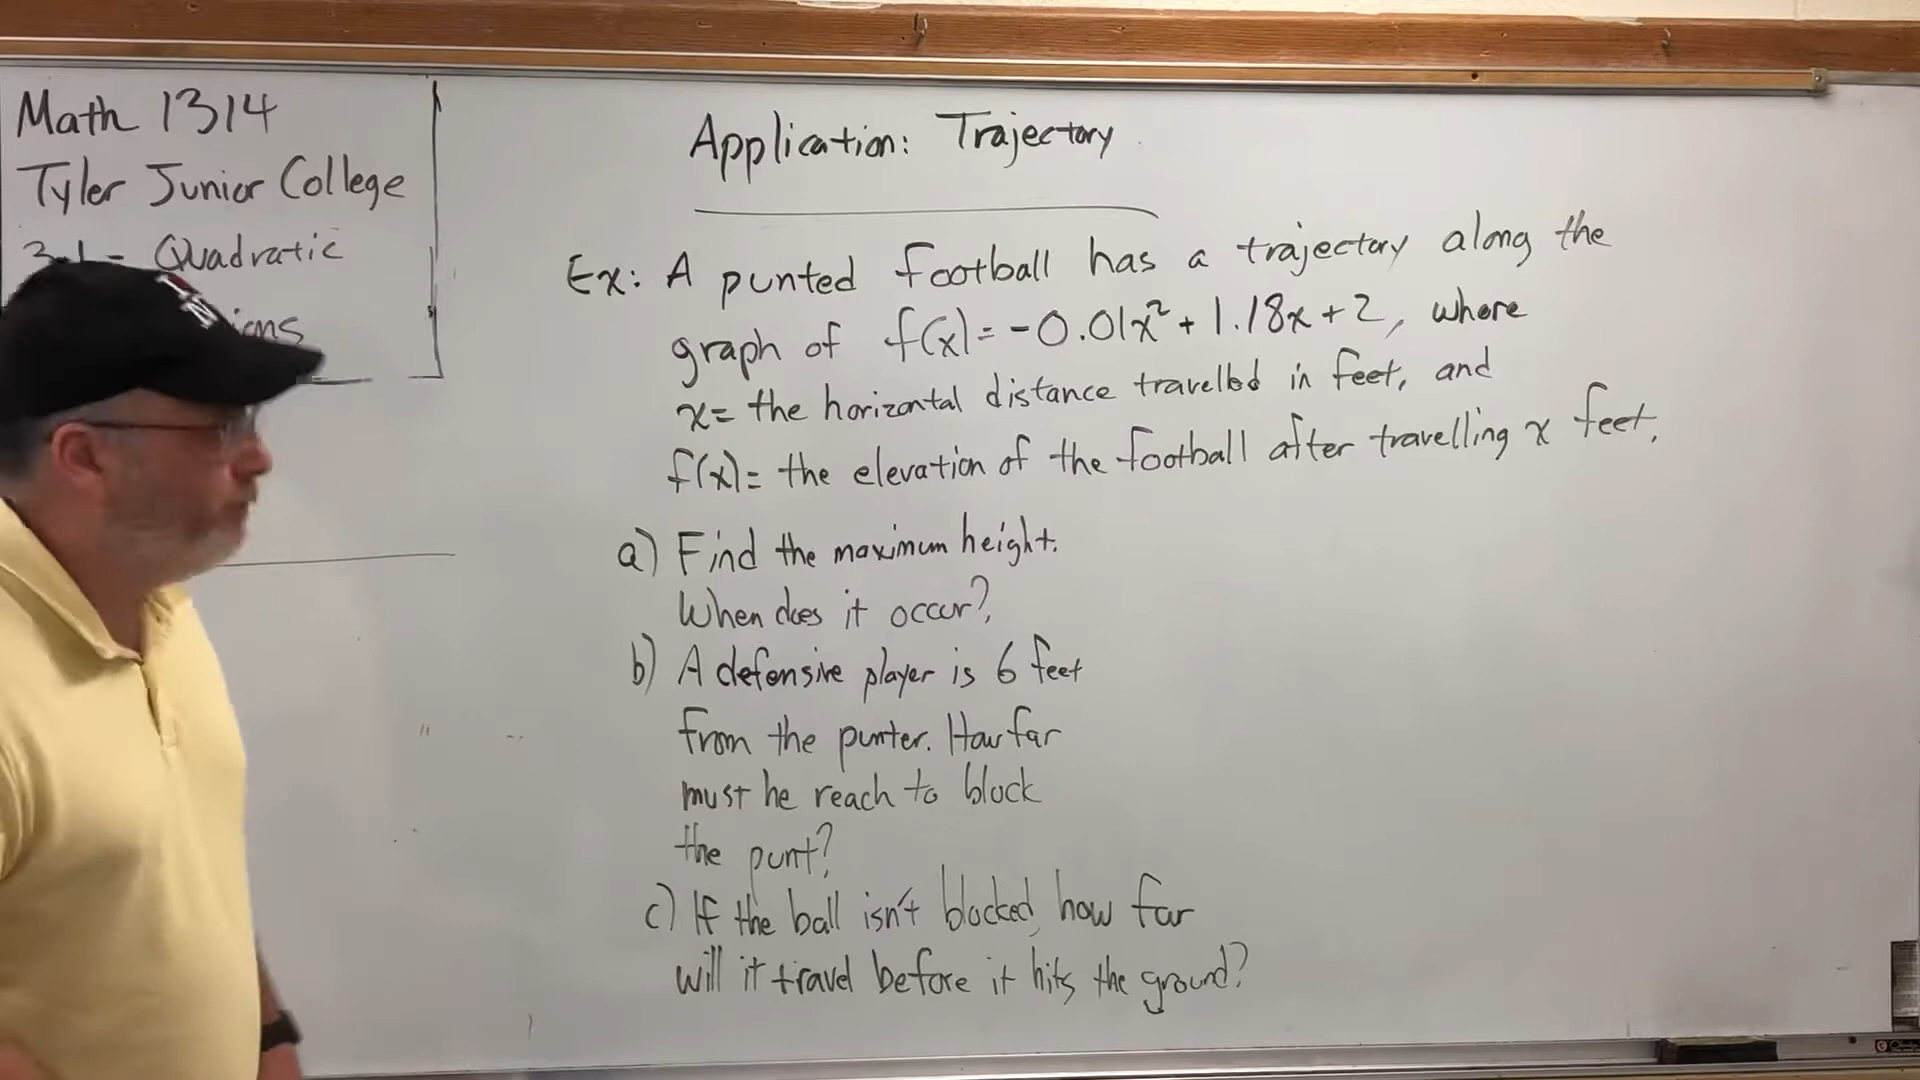 Math 1314
Tyler Junior College
3.1 - Quadratic
Application: Trajectory
Ex: A punted football has a trajectory along the
graph of f(x) = -0.01x² + 1.18x + 2, where
x = the horizontal distance travelled in feet, and
f(x) = the elevation of the football after travelling x feet.
a) Find the maximum height.
When does it occur?
b) A defensive player is 6 feet
from the punter. How far
must he reach to block
the punt?
c) If the ball isn't blocked, how far
will it travel before it hits the ground?